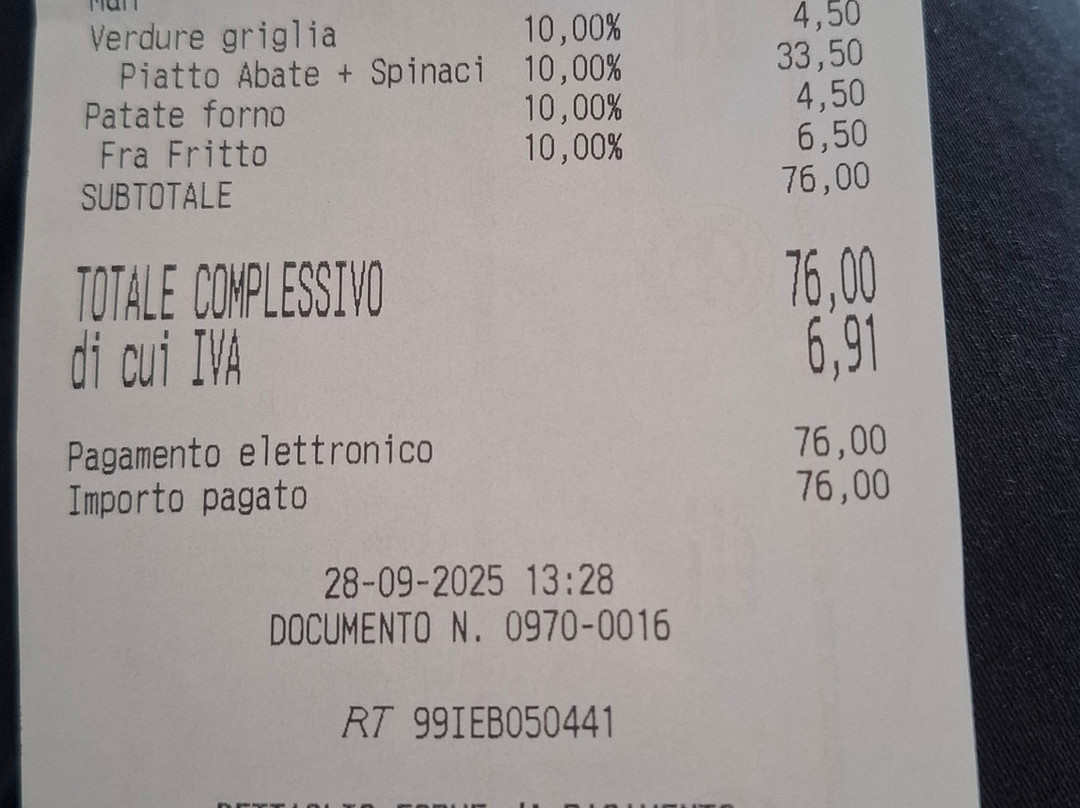 Verdure griglia 10,00% 4,50
Piatto Abate + Spinaci 10,00% 33,50
Patate forno 10,00% 4,50
Fra Fritto 10,00% 6,50
SUBTOTALE 76,00
TOTALE COMPLESSIVO 76,00
di cui IVA 6,91
Pagamento elettronico 76,00
Importo pagato 76,00
28-09-2025 13:28
DOCUMENTO N. 0970-0016
RT 99IEB050441